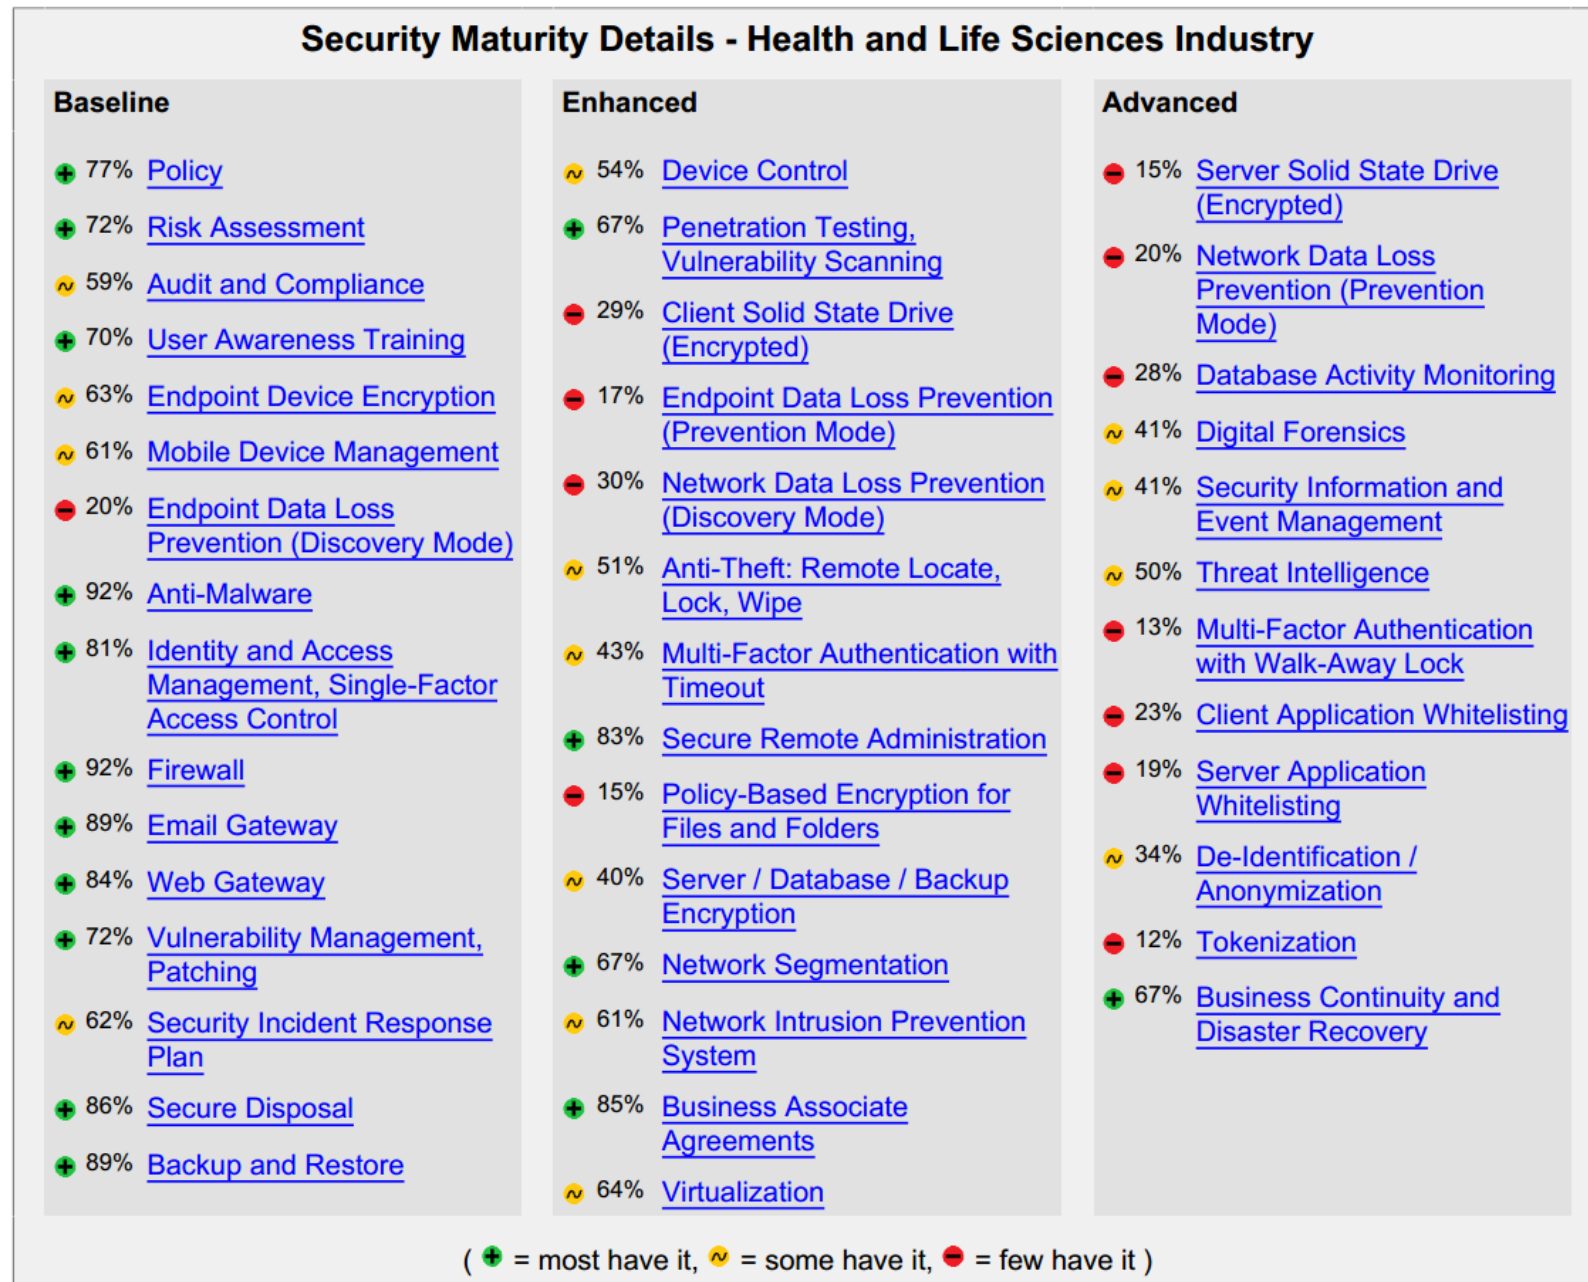 Security Maturity Details - Health and Life Sciences Industry
Baseline
77% Policy
72% Risk Assessment
59% Audit and Compliance
70% User Awareness Training
63% Endpoint Device Encryption
61% Mobile Device Management
20% Endpoint Data Loss
Prevention (Discovery Mode)
92% Anti-Malware
81% Identity and Access
Management, Single-Factor
Access Control
92% Firewall
89% Email Gateway
84% Web Gateway
72% Vulnerability Management,
Patching
62% Security Incident Response
Plan
86% Secure Disposal
89% Backup and Restore
Enhanced
54% Device Control
67% Penetration Testing,
Vulnerability Scanning
29% Client Solid State Drive
(Encrypted)
17% Endpoint Data Loss Prevention
(Prevention Mode)
30% Network Data Loss Prevention
(Discovery Mode)
51% Anti-Theft: Remote Locate,
Lock, Wipe
43% Multi-Factor Authentication with
Timeout
83% Secure Remote Administration
15% Policy-Based Encryption for
Files and Folders
40% Server / Database / Backup
Encryption
67% Network Segmentation
61% Network Intrusion Prevention
System
85% Business Associate
Agreements
64% Virtualization
Advanced
15% Server Solid State Drive
(Encrypted)
20% Network Data Loss
Prevention (Prevention
Mode)
28% Database Activity Monitoring
41% Digital Forensics
41% Security Information and
Event Management
50% Threat Intelligence
13% Multi-Factor Authentication
with Walk-Away Lock
23% Client Application Whitelisting
19% Server Application
Whitelisting
34% De-Identification /
Anonymization
12% Tokenization
67% Business Continuity and
Disaster Recovery
( + = most have it, ~ = some have it, - = few have it )